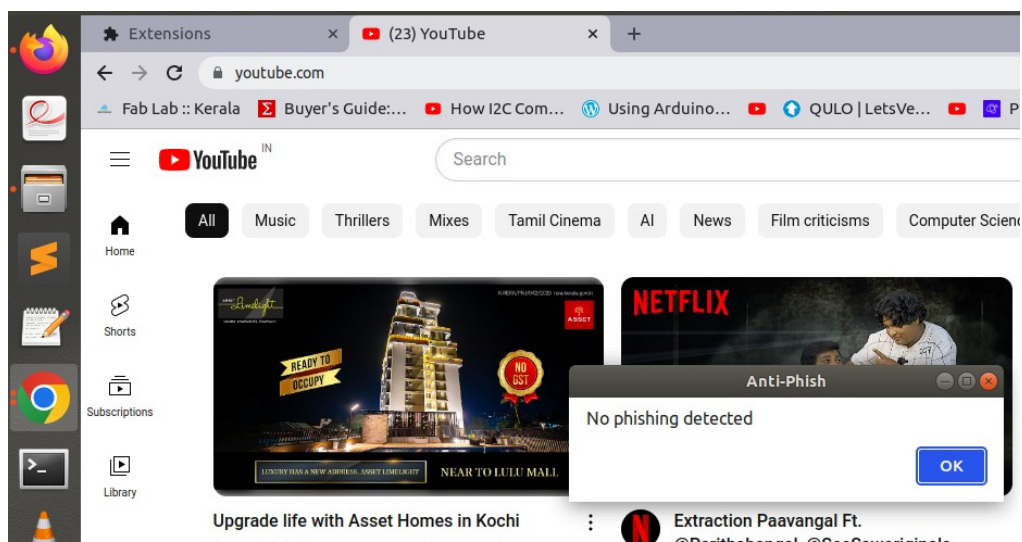 Extensions
(23) YouTube
youtube.com
Fab Lab :: Kerala
Buyer's Guide:...
How I2C Com...
Using Arduino...
QULO | LetsVe...
P
YouTube IN
Search
All
Music
Thrillers
Mixes
Tamil Cinema
AI
News
Film criticisms
Computer Scien
Home
Shorts
Subscriptions
Library
Limelight
ASSET
READY TO
OCCUPY
NO
GST
LUXURY HAS A NEW ADDRESS. ASSET LIMELIGHT
NEAR TO LULU MALL
NETFLIX
Anti-Phish
No phishing detected
OK
Upgrade life with Asset Homes in Kochi
Extraction Paavangal Ft.